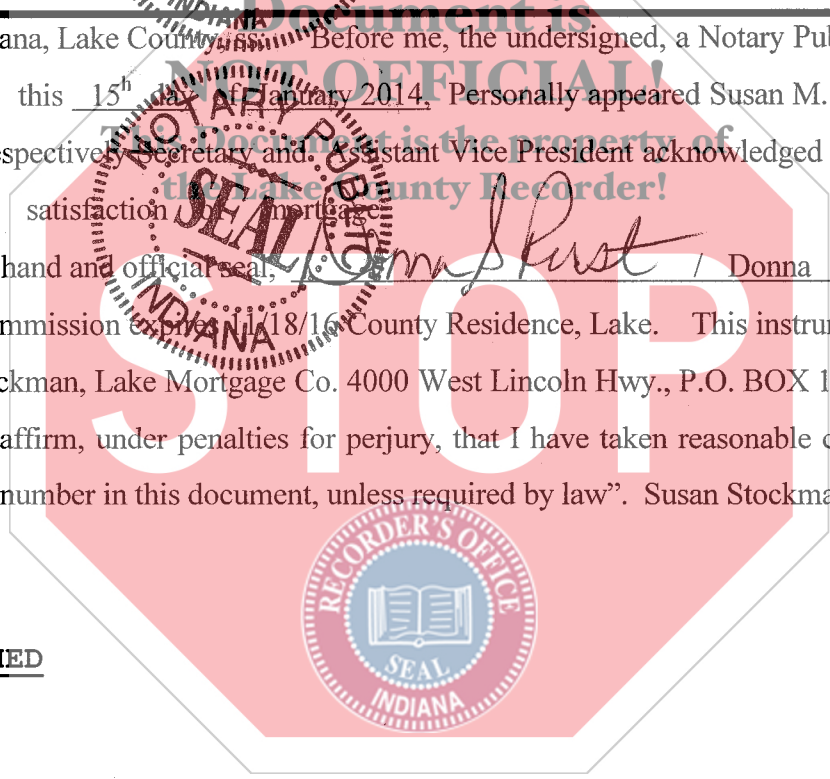 INDIANA
Document is
ana, Lake County, ss: Before me, the undersigned, a Notary Pub
NOT OFFICIAL!
this 15h day of January 2014, Personally appeared Susan M.
This Document is the property of
espectively Secretary and Assistant Vice President acknowledged
the Lake County Recorder!
satisfaction of mortgage
NOTARY PUBLIC
SEAL
INDIANA
hand and official seal, Donna S Purst / Donna
mmission expires 11/18/16 County Residence, Lake. This instrur
STOP
ckman, Lake Mortgage Co. 4000 West Lincoln Hwy., P.O. BOX 1
affirm, under penalties for perjury, that I have taken reasonable c
number in this document, unless required by law”. Susan Stockma
RECORDER'S OFFICE
SEAL
INDIANA
IED